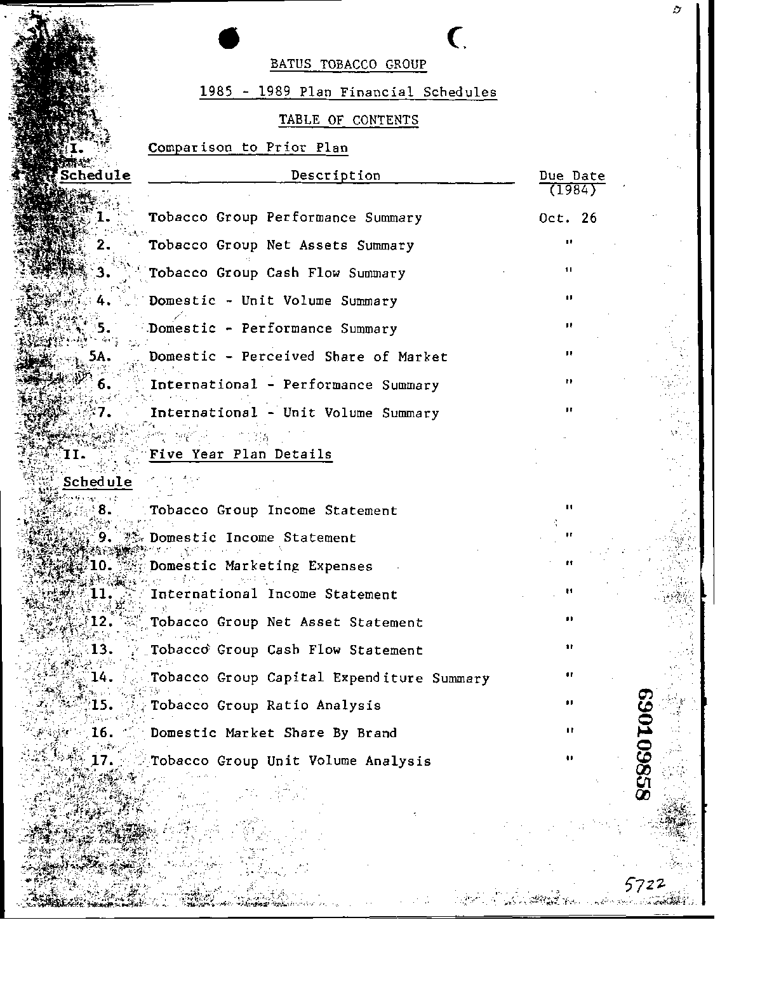 BATUS TOBACCO GROUP
1985 - 1989 Plan Financial Schedules
TABLE OF CONTENTS
I. Comparison to Prior Plan
Schedule Description Due Date
(1984)
1. Tobacco Group Performance Summary Oct. 26
2. Tobacco Group Net Assets Summary "
3. Tobacco Group Cash Flow Summary "
4. Domestic - Unit Volume Summary "
5. Domestic - Performance Summary "
5A. Domestic - Perceived Share of Market "
6. International - Performance Summary "
7. International - Unit Volume Summary "
II. Five Year Plan Details
Schedule
8. Tobacco Group Income Statement "
9. Domestic Income Statement "
10. Domestic Marketing Expenses "
11. International Income Statement "
12. Tobacco Group Net Asset Statement "
13. Tobacco Group Cash Flow Statement "
14. Tobacco Group Capital Expenditure Summary "
15. Tobacco Group Ratio Analysis "
16. Domestic Market Share By Brand "
17. Tobacco Group Unit Volume Analysis "
690109858
5722